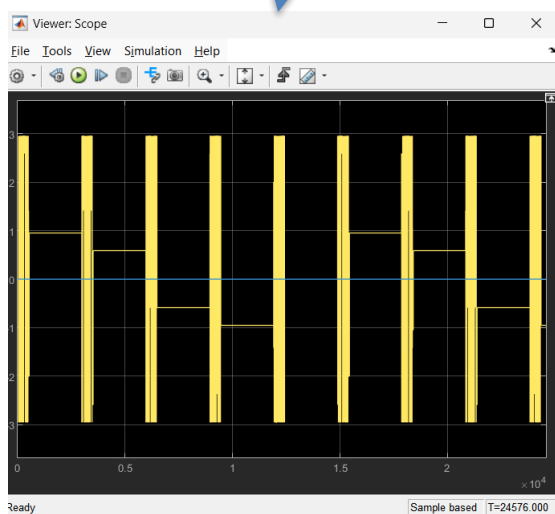 Viewer: Scope
File Tools View Simulation Help
3
2
1
0
-1
-2
-3
0 0.5 1 1.5 2
×10⁴
Ready Sample based T=24576.000